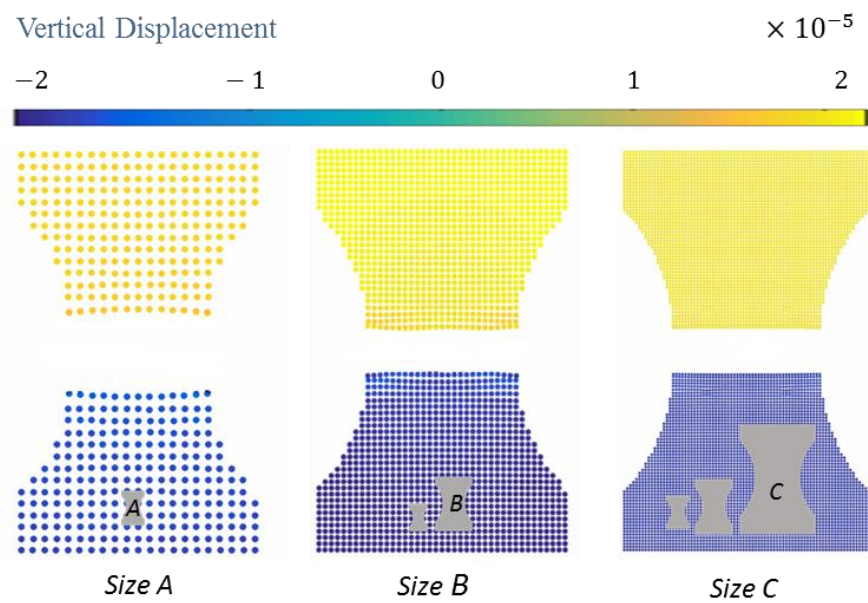 Vertical Displacement × 10⁻⁵
−2 − 1 0 1 2
A B C
Size A Size B Size C